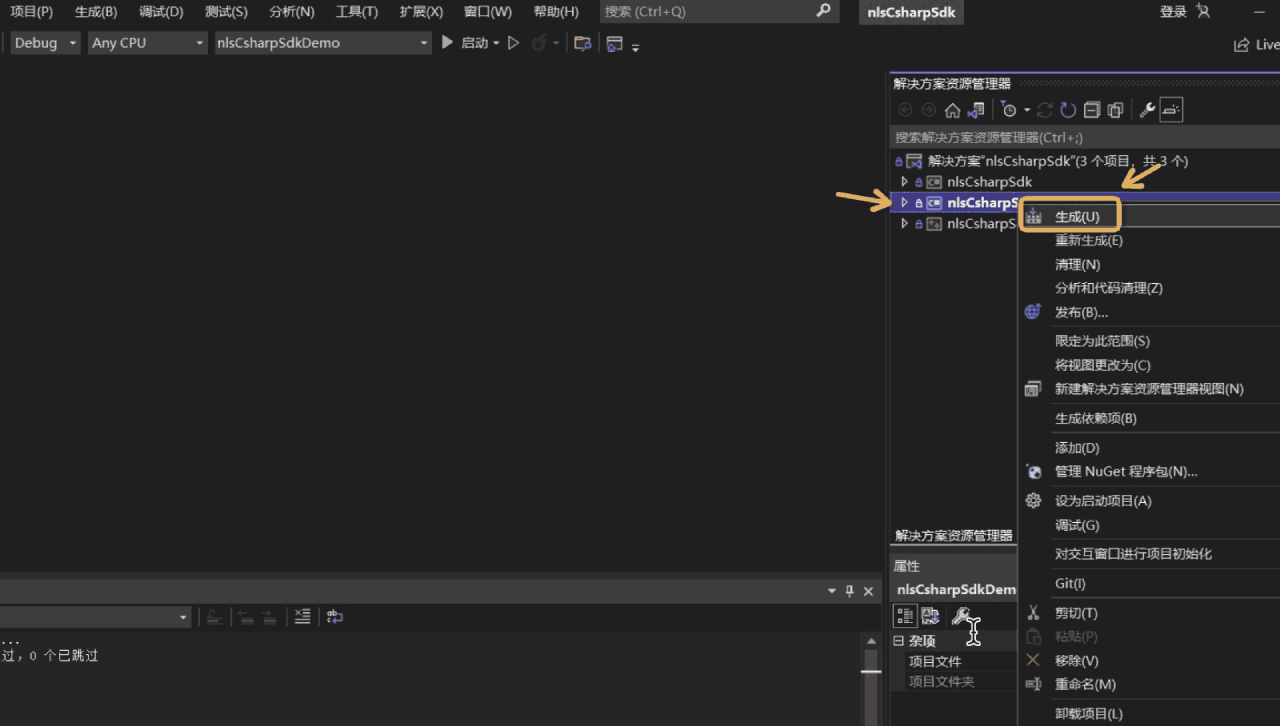 项目(P) 生成(B) 调试(D) 测试(S) 分析(N) 工具(T) 扩展(X) 窗口(W) 帮助(H) 搜索 (Ctrl+Q) nlsCsharpSdk 登录
Debug Any CPU nlsCsharpSdkDemo 启动 Live
解决方案资源管理器
搜索解决方案资源管理器(Ctrl+;)
解决方案"nlsCsharpSdk"(3 个项目，共 3 个)
nlsCsharpSdk
nlsCsharpS
nlsCsharpS
生成(U)
重新生成(E)
清理(N)
分析和代码清理(Z)
发布(B)...
限定为此范围(S)
将视图更改为(C)
新建解决方案资源管理器视图(N)
生成依赖项(B)
添加(D)
管理 NuGet 程序包(N)...
设为启动项目(A)
调试(G)
对交互窗口进行项目初始化
Git(I)
剪切(T)
粘贴(P)
移除(V)
重命名(M)
卸载项目(L)
解决方案资源管理器
属性
nlsCsharpSdkDem
杂项
项目文件
项目文件夹
...
过，0 个已跳过